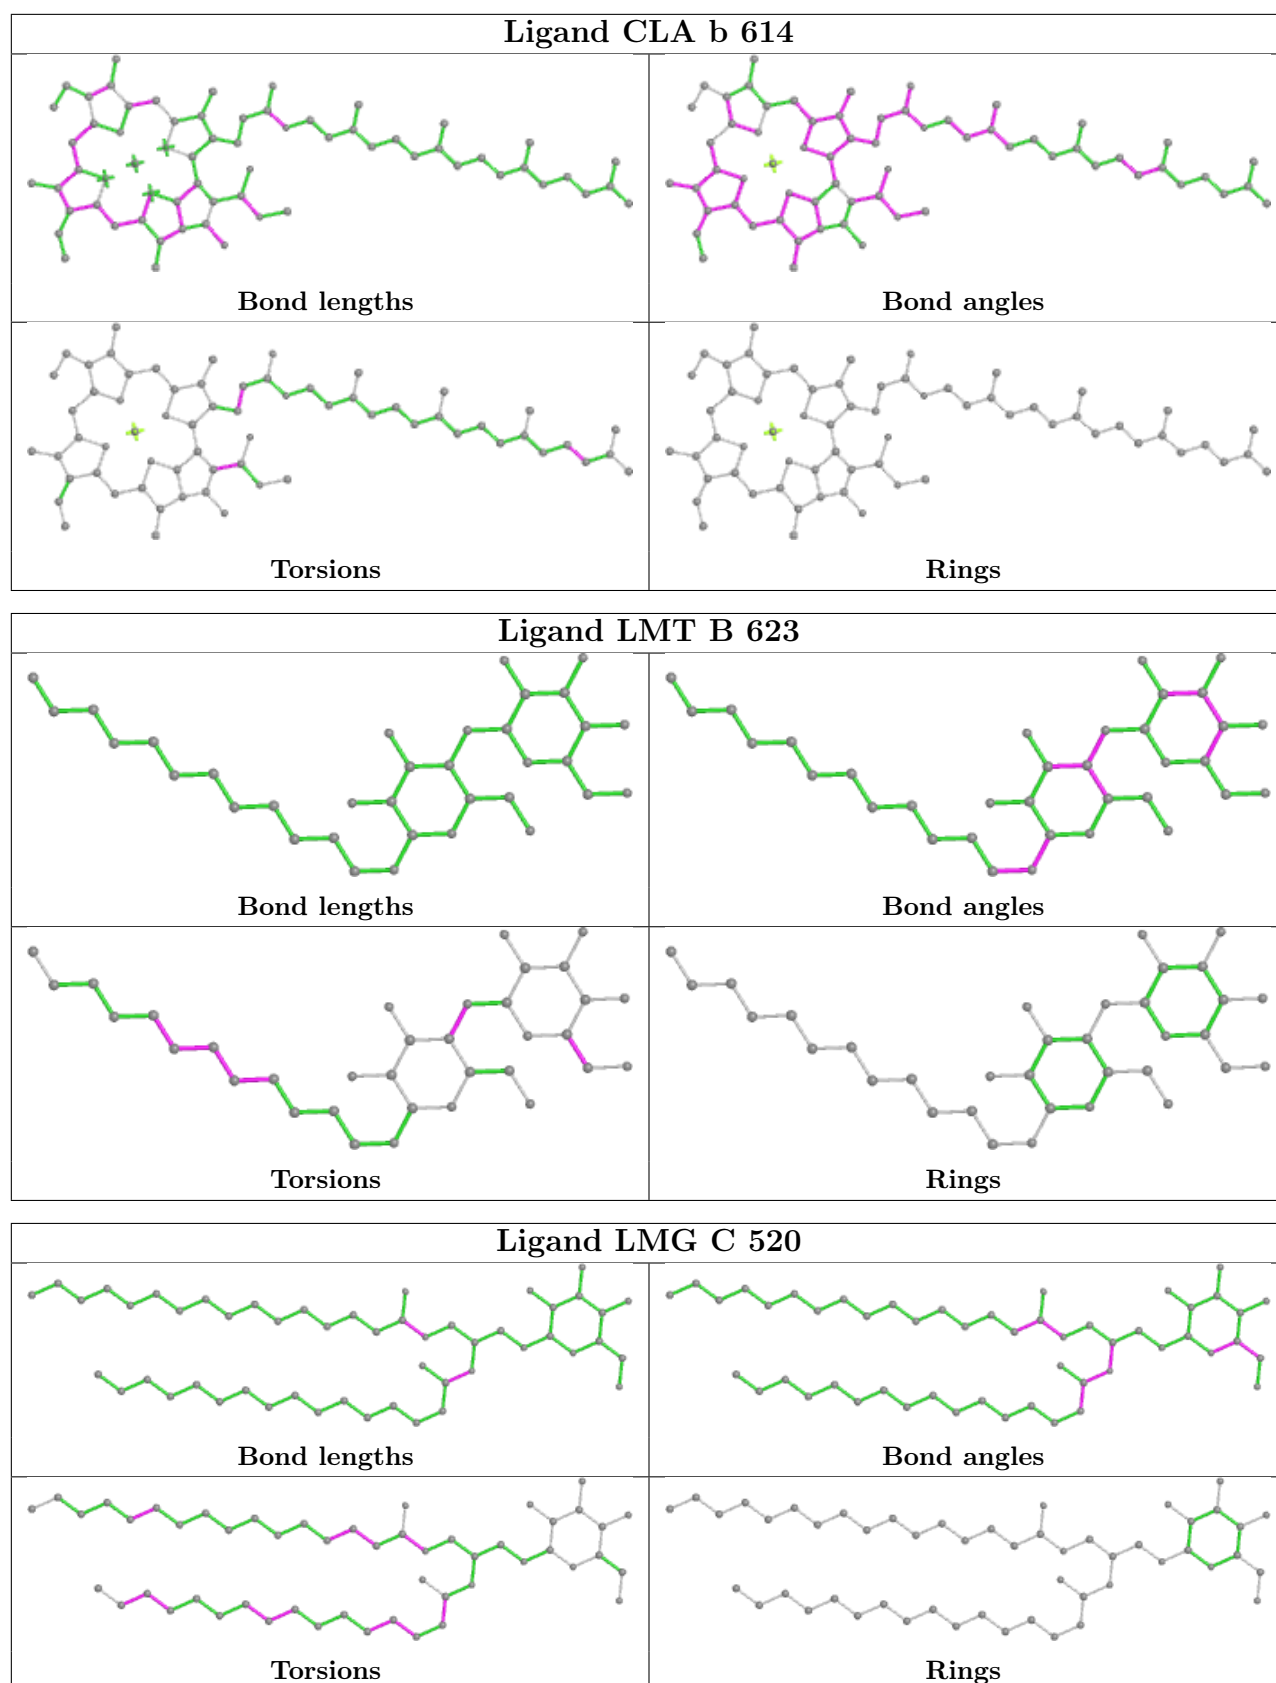 Ligand CLA b 614
Bond lengths
Bond angles
Torsions
Rings
Ligand LMT B 623
Bond lengths
Bond angles
Torsions
Rings
Ligand LMG C 520
Bond lengths
Bond angles
Torsions
Rings